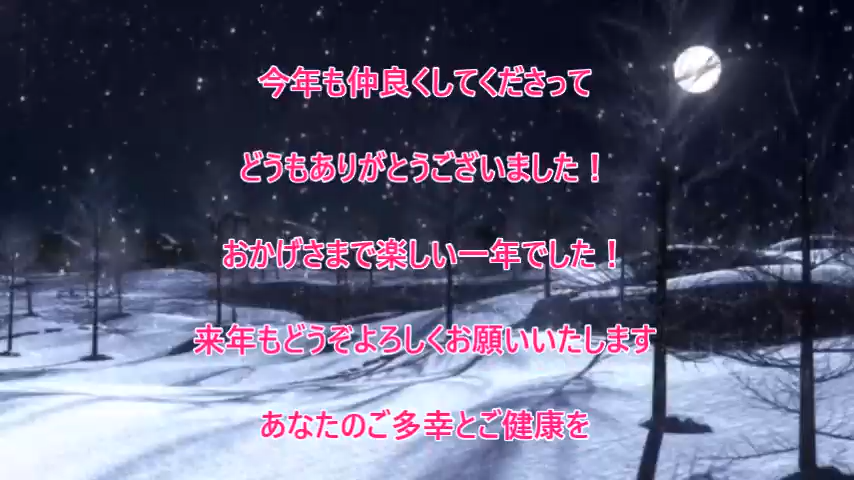 今年も仲良くしてくださって
どうもありがとうございました！
おかげさまで楽しい一年でした！
来年もどうぞよろしくお願いいたします
あなたのご多幸とご健康を